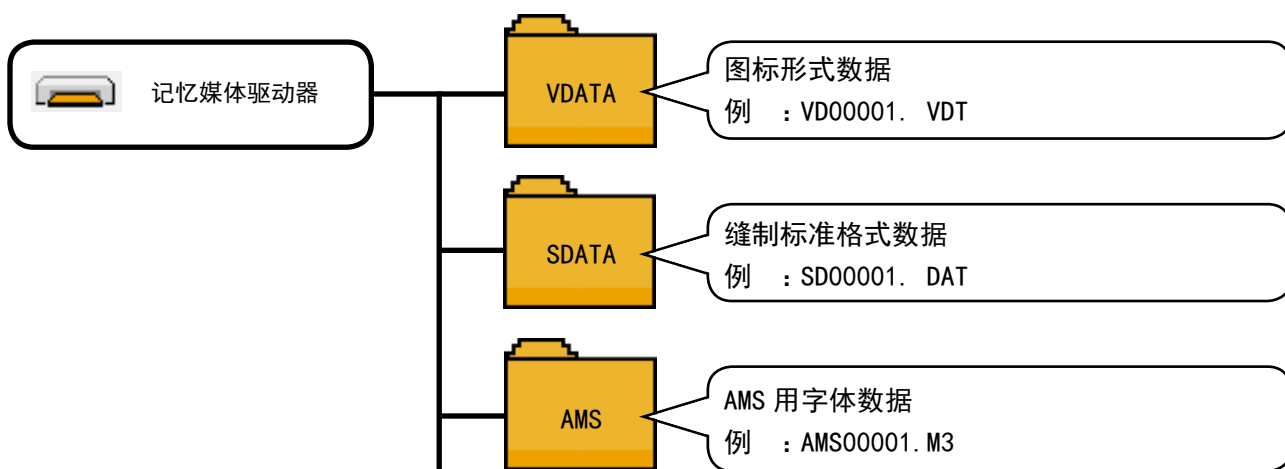 记忆媒体驱动器
VDATA
图标形式数据
例 :VD00001. VDT
SDATA
缝制标准格式数据
例 :SD00001. DAT
AMS
AMS 用字体数据
例 :AMS00001.M3